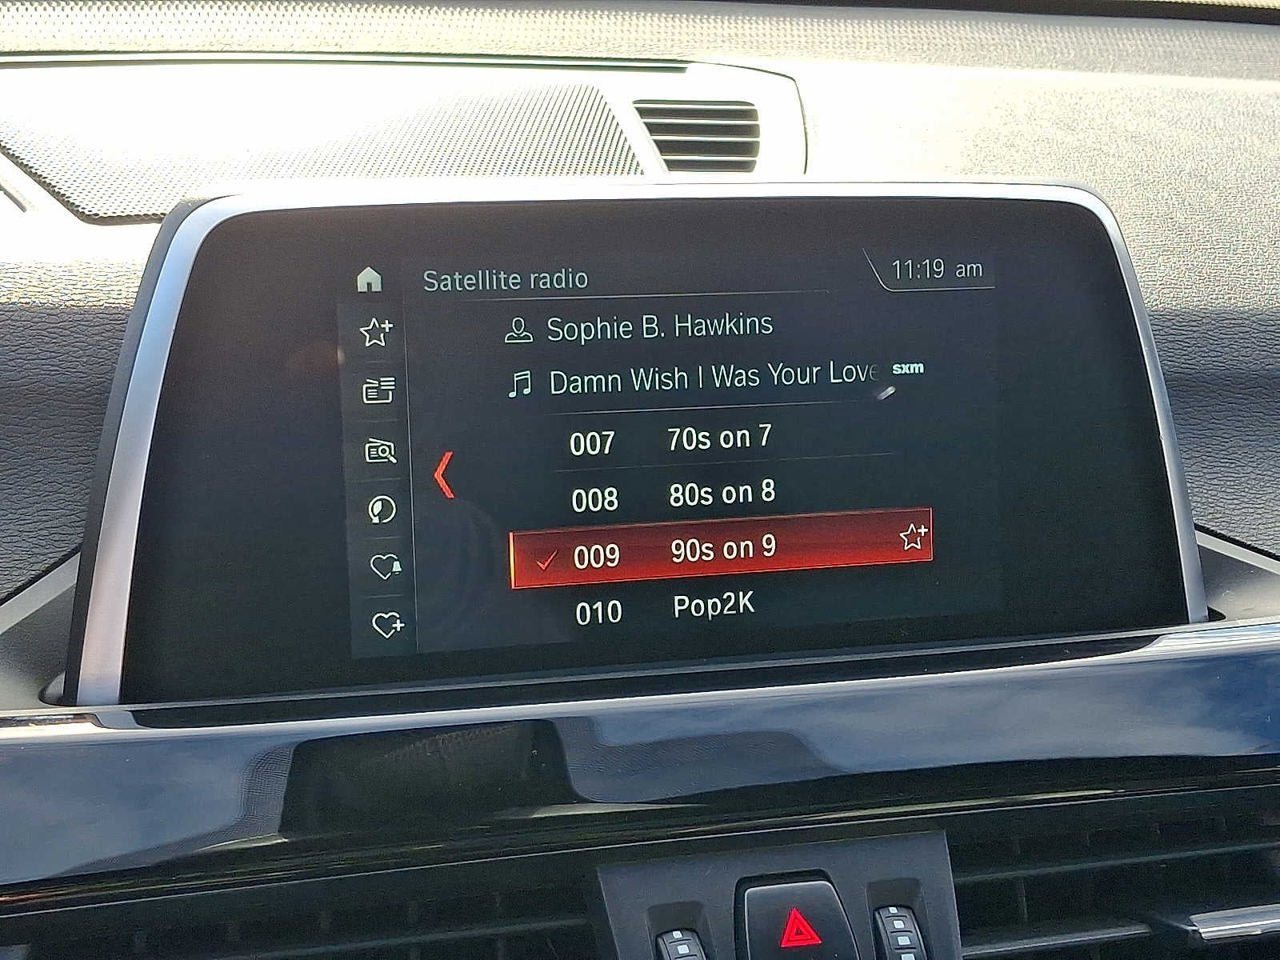 Satellite radio
11:19 am
Sophie B. Hawkins
Damn Wish I Was Your Love
sxm
007 70s on 7
008 80s on 8
009 90s on 9
010 Pop2K